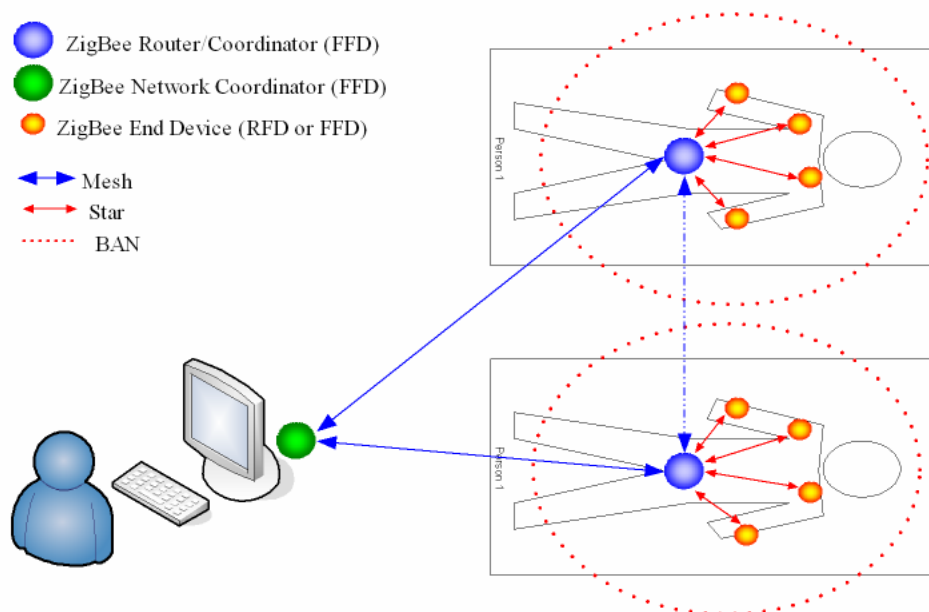 ZigBee Router/Coordinator (FFD)
ZigBee Network Coordinator (FFD)
ZigBee End Device (RFD or FFD)
Mesh
Star
BAN
Person 1
Person 1